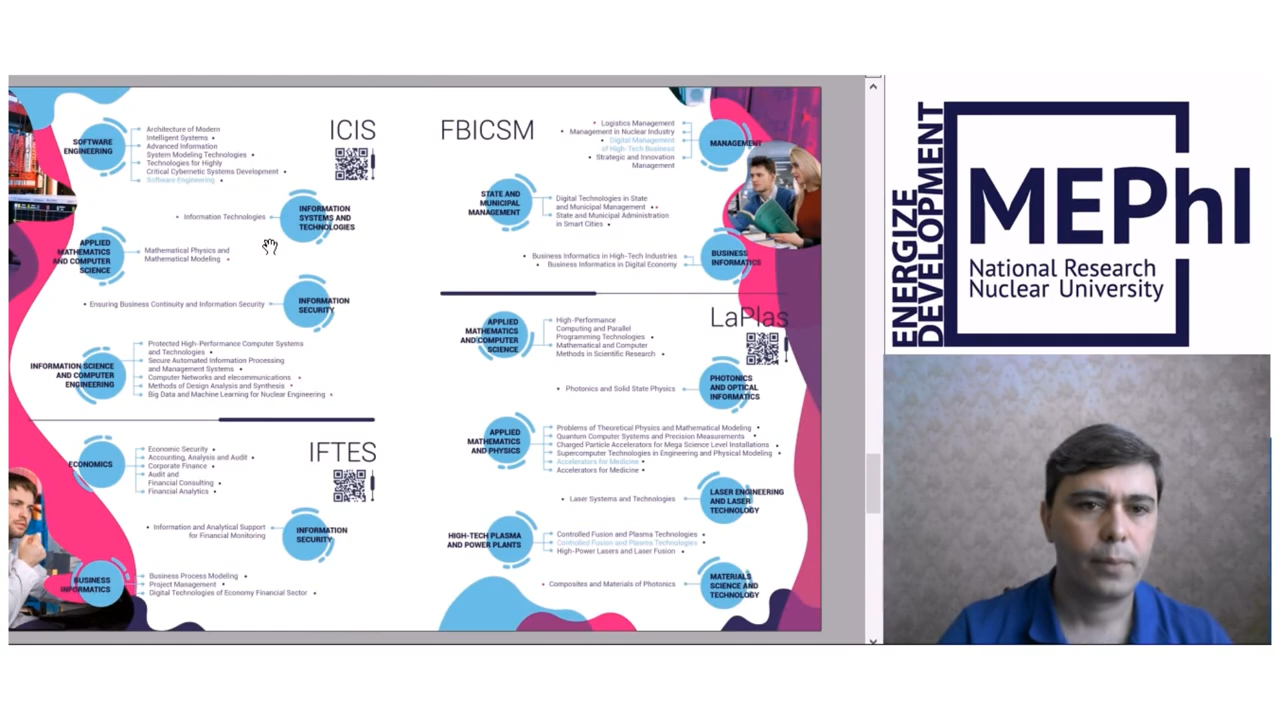 ICIS
SOFTWARE
ENGINEERING
Architecture of Modern
Intelligent Systems •
Advanced Information
System Modeling Technologies •
Technologies for Highly
Critical Cybernetic Systems Development •
Software Engineering •
• Information Technologies
INFORMATION
SYSTEMS AND
TECHNOLOGIES
APPLIED
MATHEMATICS
AND COMPUTER
SCIENCE
Mathematical Physics and
Mathematical Modeling •
• Ensuring Business Continuity and Information Security
INFORMATION
SECURITY
INFORMATION SCIENCE
AND COMPUTER
ENGINEERING
Protected High-Performance Computer Systems
and Technologies •
Secure Automated Information Processing
and Management Systems •
Computer Networks and elecommunications •
Methods of Design Analysis and Synthesis •
Big Data and Machine Learning for Nuclear Engineering •
IFTES
ECONOMICS
Economic Security •
Accounting, Analysis and Audit •
Corporate Finance •
Audit and
Financial Consulting •
Financial Analytics •
• Information and Analytical Support
for Financial Monitoring
INFORMATION
SECURITY
BUSINESS
INFORMATICS
Business Process Modeling •
Project Management •
Digital Technologies of Economy Financial Sector •
FBICSM
• Logistics Management
• Management in Nuclear Industry
• Digital Management
of High-Tech Business
• Strategic and Innovation
Management
MANAGEMENT
STATE AND
MUNICIPAL
MANAGEMENT
Digital Technologies in State
and Municipal Management ••
State and Municipal Administration
in Smart Cities •
• Business Informatics in High-Tech Industries
• Business Informatics in Digital Economy
BUSINESS
INFORMATICS
LaPlas
APPLIED
MATHEMATICS
AND COMPUTER
SCIENCE
High-Performance
Computing and Parallel
Programming Technologies •
Mathematical and Computer
Methods in Scientific Research •
• Photonics and Solid State Physics
PHOTONICS
AND OPTICAL
INFORMATICS
APPLIED
MATHEMATICS
AND PHYSICS
Problems of Theoretical Physics and Mathematical Modeling •
Quantum Computer Systems and Precision Measurements •
Charged Particle Accelerators for Mega Science Level Installations •
Supercomputer Technologies in Engineering and Physical Modeling •
Accelerators for Medicine •
Accelerators for Medicine •
• Laser Systems and Technologies
LASER ENGINEERING
AND LASER
TECHNOLOGY
HIGH-TECH PLASMA
AND POWER PLANTS
Controlled Fusion and Plasma Technologies •
Controlled Fusion and Plasma Technologies •
High-Power Lasers and Laser Fusion •
• Composites and Materials of Photonics
MATERIALS
SCIENCE AND
TECHNOLOGY
ENERGIZE
DEVELOPMENT
MEPhI
National Research
Nuclear University